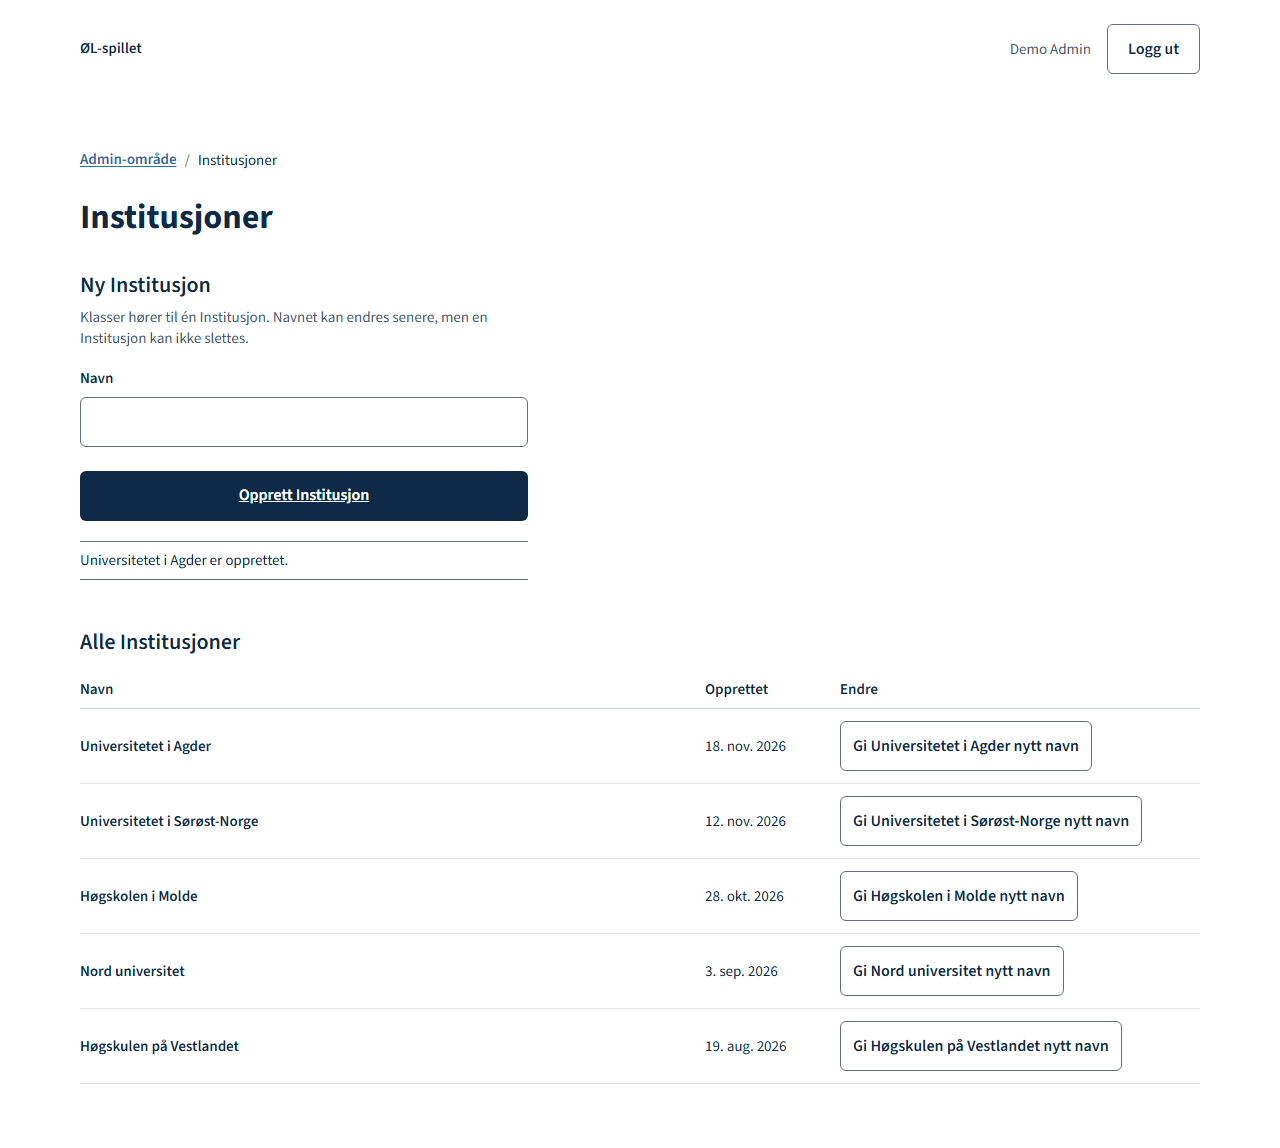 ØL-spillet
Demo Admin
Logg ut
Admin-område / Institusjoner
Institusjoner
Ny Institusjon
Klasser hører til én Institusjon. Navnet kan endres senere, men en
Institusjon kan ikke slettes.
Navn
Opprett Institusjon
Universitetet i Agder er opprettet.
Alle Institusjoner
Navn Opprettet Endre
Universitetet i Agder 18. nov. 2026 Gi Universitetet i Agder nytt navn
Universitetet i Sørøst-Norge 12. nov. 2026 Gi Universitetet i Sørøst-Norge nytt navn
Høgskolen i Molde 28. okt. 2026 Gi Høgskolen i Molde nytt navn
Nord universitet 3. sep. 2026 Gi Nord universitet nytt navn
Høgskulen på Vestlandet 19. aug. 2026 Gi Høgskulen på Vestlandet nytt navn